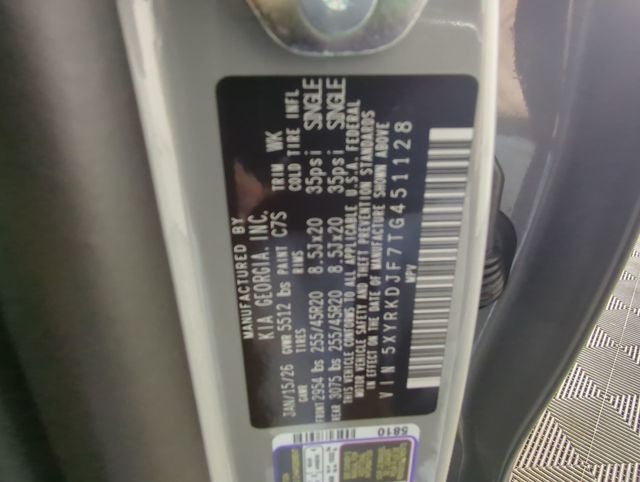 MANUFACTURED BY
KIA GEORGIA, INC.
JAN/15/26 GVWR 5512 lbs PAINT C7S TRIM WK
GAWR TIRES RIMS COLD TIRE INFL
FRONT 2954 lbs 255/45R20 8.5Jx20 35psi SINGLE
REAR 3075 lbs 255/45R20 8.5Jx20 35psi SINGLE
THIS VEHICLE CONFORMS TO ALL APPLICABLE U.S.A. FEDERAL
MOTOR VEHICLE SAFETY AND THEFT PREVENTION STANDARDS
IN EFFECT ON THE DATE OF MANUFACTURE SHOWN ABOVE
VIN 5XYRKDJF7TG451128
MPV
5810